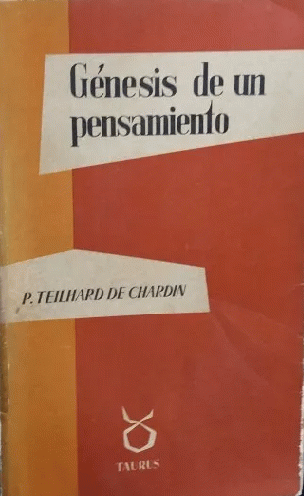 Génesis de un
pensamiento
P. TEILHARD DE CHARDIN
TAURUS